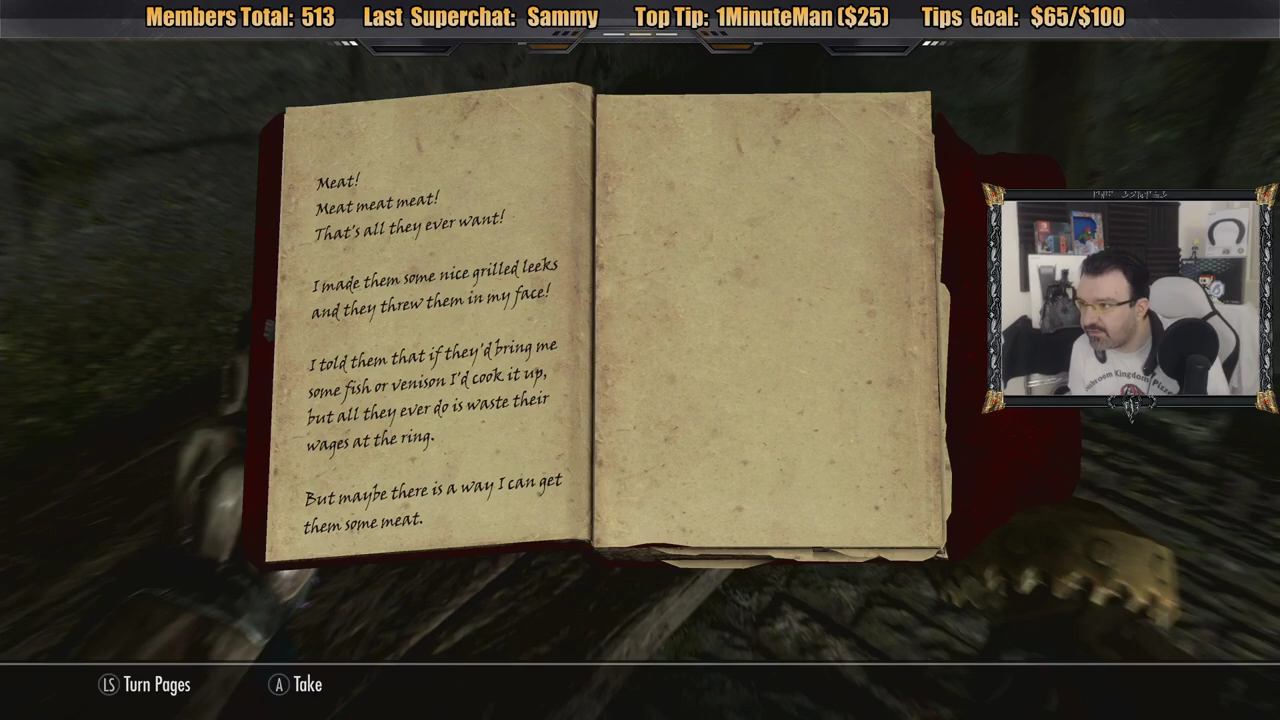 Members Total: 513 Last Superchat: Sammy Top Tip: 1MinuteMan ($25) Tips Goal: $65/$100
Meat!
Meat meat meat!
That's all they ever want!
I made them some nice grilled leeks
and they threw them in my face!
I told them that if they'd bring me
some fish or venison I'd cook it up,
but all they ever do is waste their
wages at the ring.
But maybe there is a way I can get
them some meat.
Kingdom Pizza
LS Turn Pages
A Take